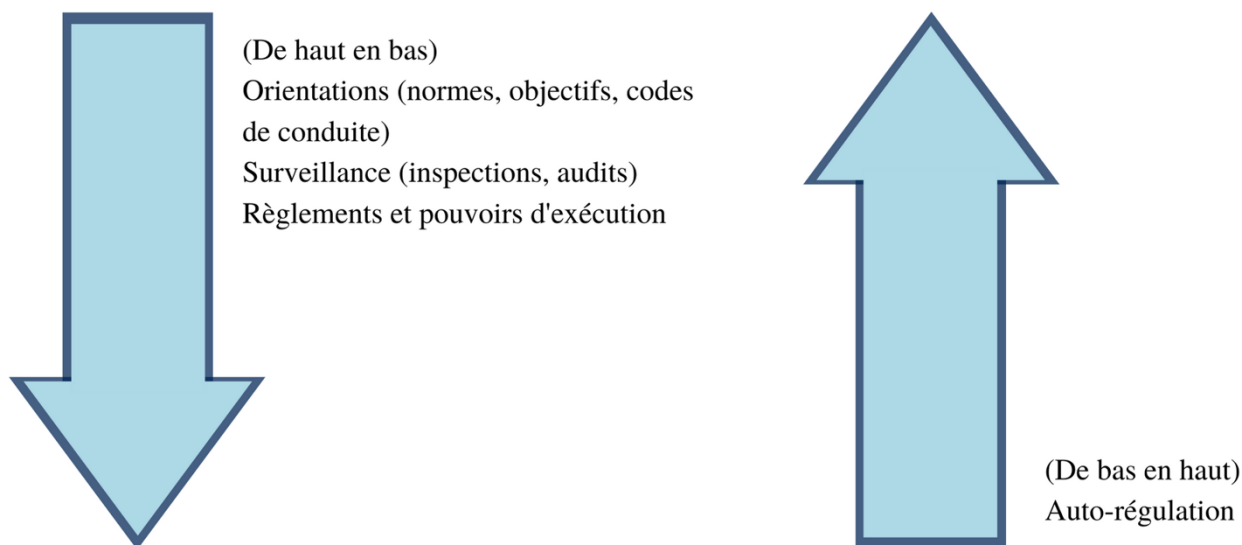 (De haut en bas)
Orientations (normes, objectifs, codes
de conduite)
Surveillance (inspections, audits)
Règlements et pouvoirs d'exécution
(De bas en haut)
Auto-régulation